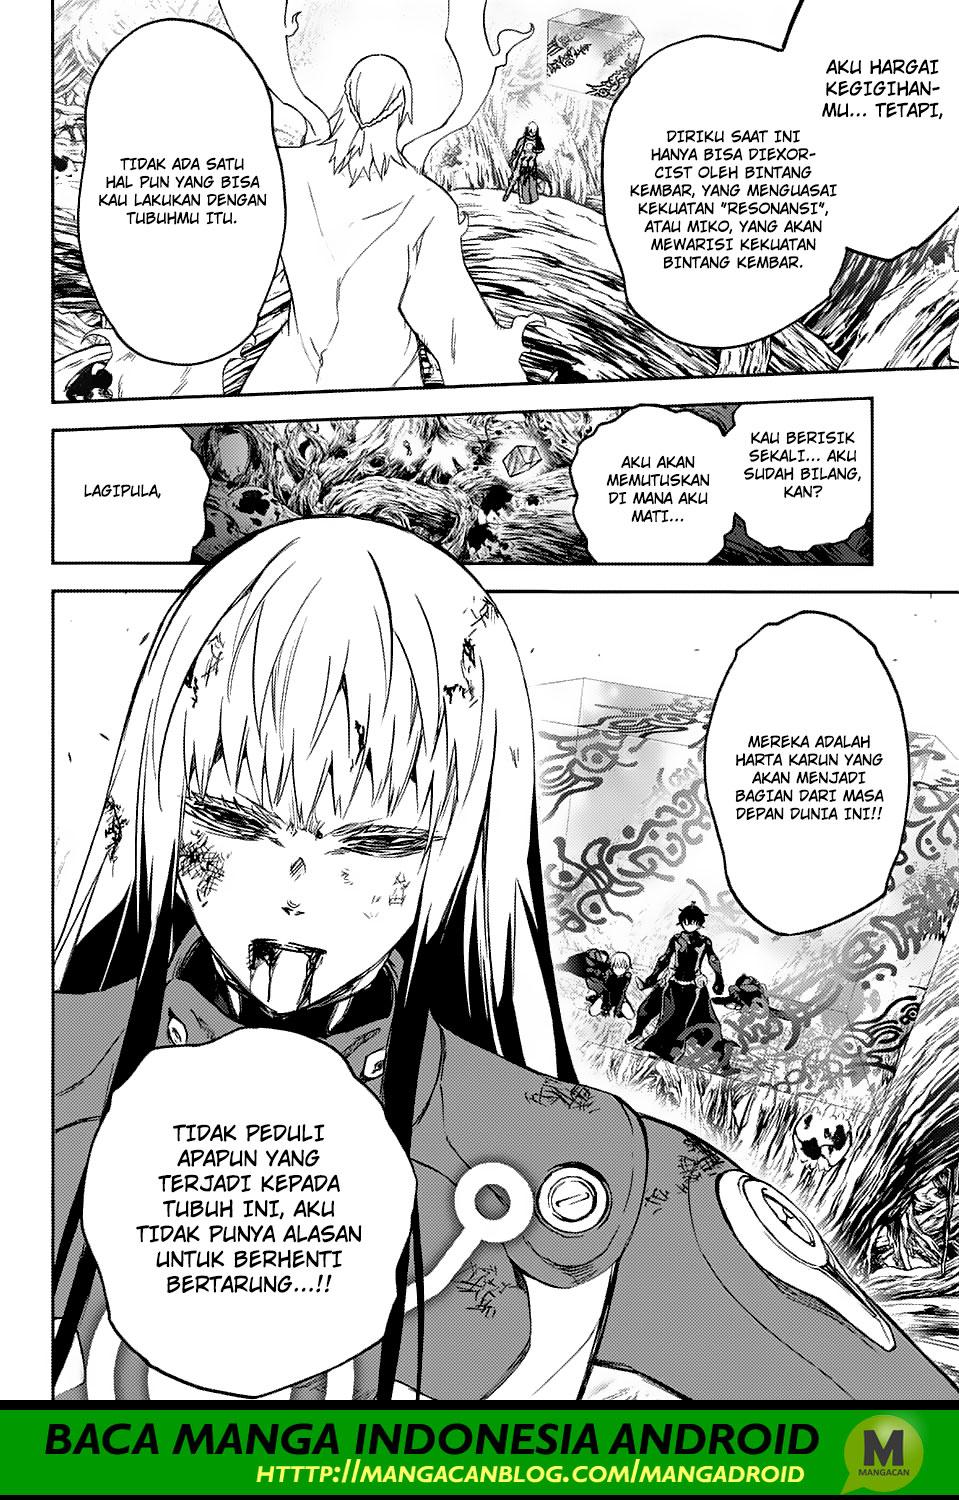 AKU HARGAI
KEGIGIHAN-
MU... TETAPI,
DIRIKU SAAT INI
HANYA BISA DIEXOR-
CIST OLEH BINTANG
KEMBAR, YANG MENGUASAI
KEKUATAN "RESONANSI",
ATAU MIKO, YANG AKAN
MEWARISI KEKUATAN
BINTANG KEMBAR.
TIDAK ADA SATU
HAL PUN YANG BISA
KAU LAKUKAN DENGAN
TUBUHMU ITU.
KAU BERISIK
SEKALI... AKU
SUDAH BILANG,
KAN?
AKU AKAN
MEMUTUSKAN
DI MANA AKU
MATI...
LAGIPULA,
MEREKA ADALAH
HARTA KARUN YANG
AKAN MENJADI
BAGIAN DARI MASA
DEPAN DUNIA INI!!
TIDAK PEDULI
APAPUN YANG
TERJADI KEPADA
TUBUH INI, AKU
TIDAK PUNYA ALASAN
UNTUK BERHENTI
BERTARUNG...!!
BACA MANGA INDONESIA ANDROID
HTTTP://MANGACANBLOG.COM/MANGADROID
M
MANGACAN